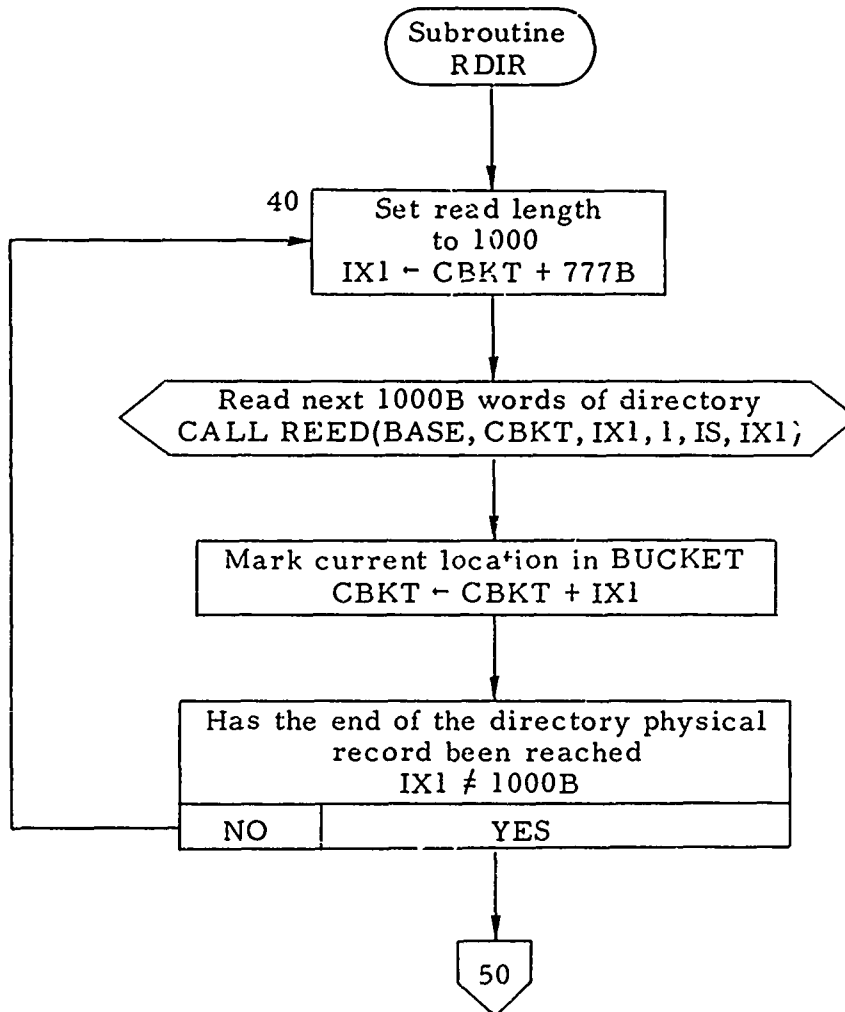 Subroutine
RDIR
40
Set read length
to 1000
IX1 ← CBKT + 777B
Read next 1000B words of directory
CALL REED(BASE, CBKT, IX1, 1, IS, IX1)
Mark current location in BUCKET
CBKT ← CBKT + IX1
Has the end of the directory physical
record been reached
IX1 ≠ 1000B
NO YES
50